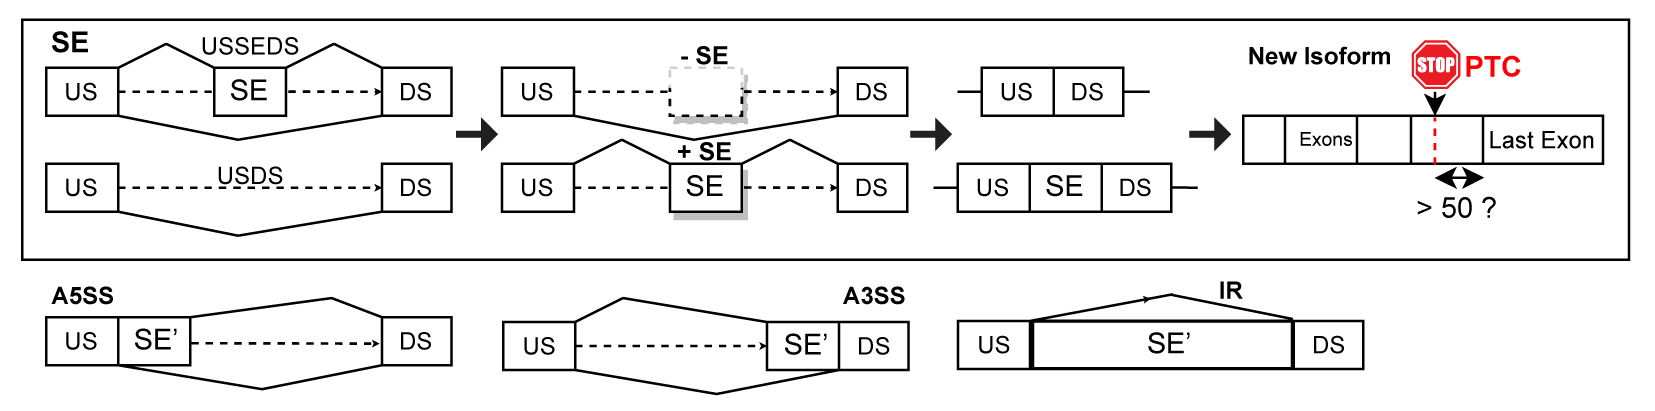 SE
USSEDS
US
SE
DS
US
USDS
DS
- SE
US
DS
+ SE
US
SE
DS
US DS
US SE DS
New Isoform
STOP
PTC
Exons
Last Exon
> 50 ?
A5SS
US SE’
DS
A3SS
US
SE’ DS
IR
US
SE’
DS